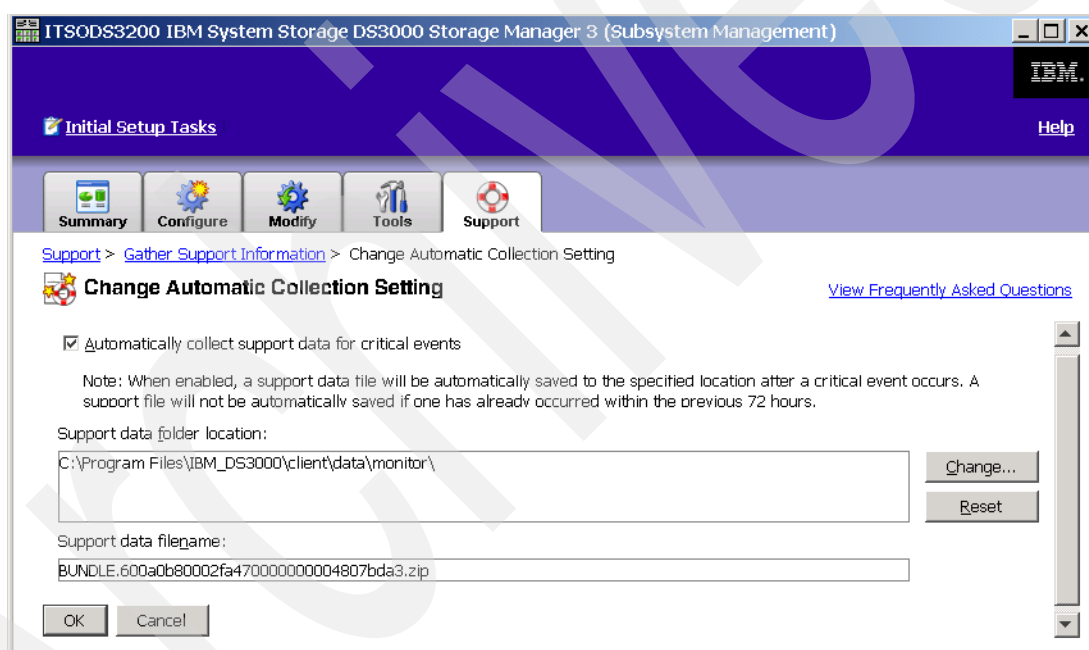 ITSODS3200 IBM System Storage DS3000 Storage Manager 3 (Subsystem Management)
IBM.
Initial Setup Tasks
Help
Summary
Configure
Modify
Tools
Support
Support > Gather Support Information > Change Automatic Collection Setting
Change Automatic Collection Setting
View Frequently Asked Questions
Automatically collect support data for critical events
Note: When enabled, a support data file will be automatically saved to the specified location after a critical event occurs. A
support file will not be automatically saved if one has already occurred within the previous 72 hours.
Support data folder location:
C:\Program Files\IBM_DS3000\client\data\monitor\
Change...
Reset
Support data filename:
BUNDLE.600a0b80002fa470000000004807bda3.zip
OK
Cancel